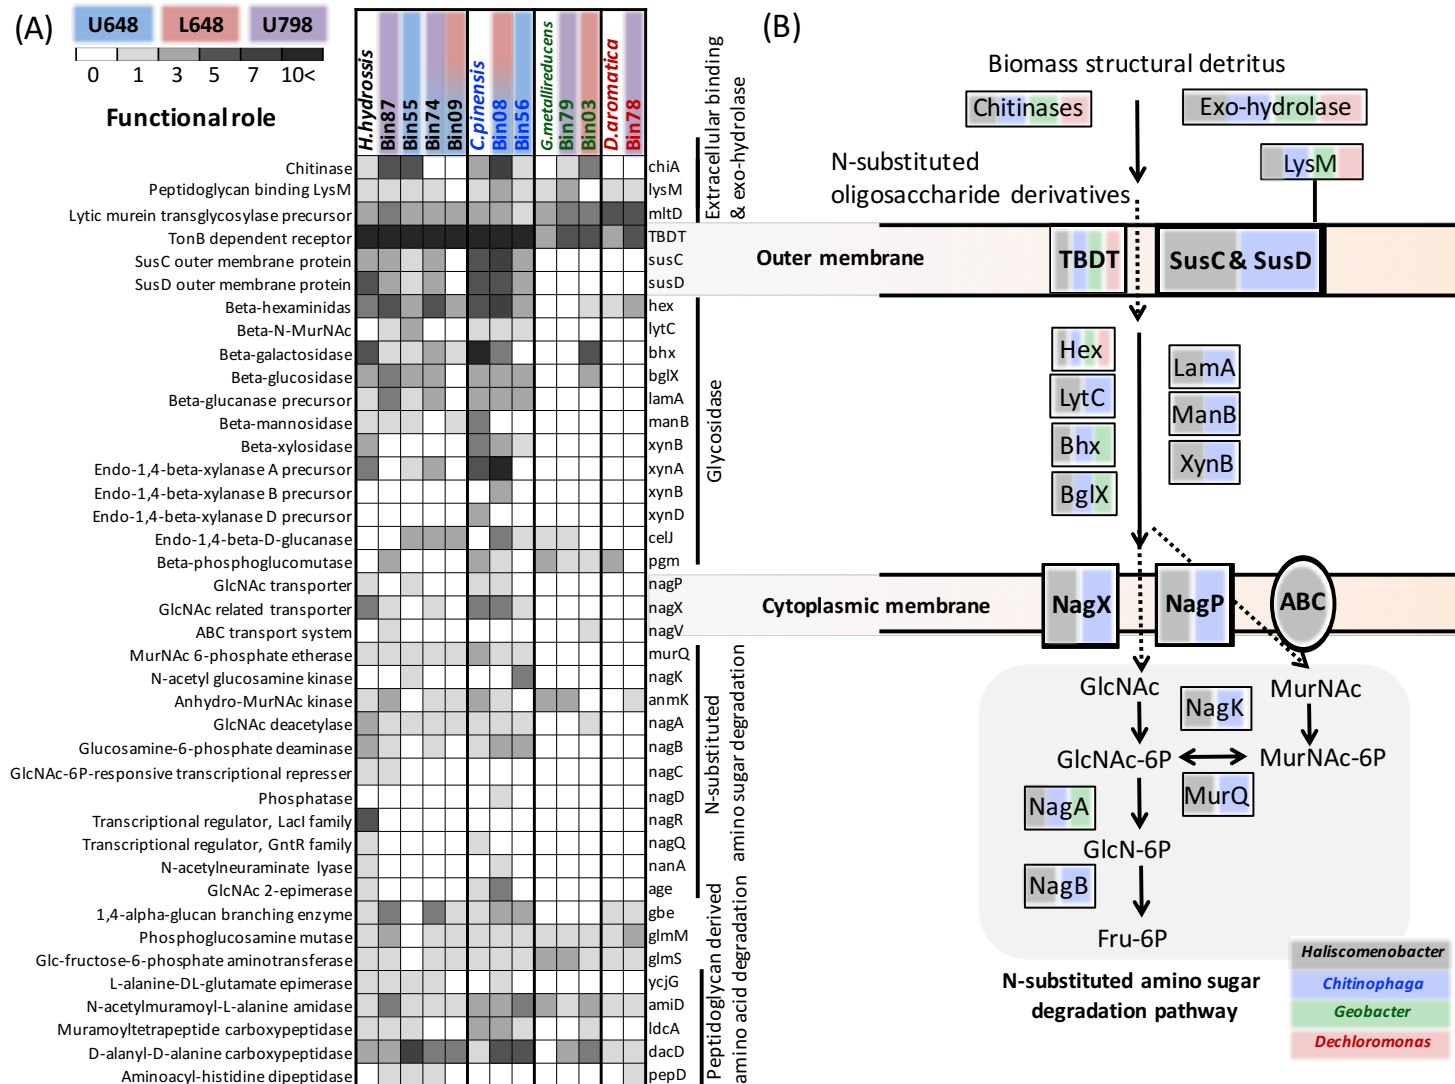 (A)
U648 L648 U798
0 1 3 5 7 10<
Functional role
H.hydrossis
Bin87
Bin55
Bin74
Bin09
C.pinensis
Bin08
Bin56
G.metallireducens
Bin79
Bin03
D.aromatica
Bin78
Chitinase chiA
Peptidoglycan binding LysM lysM
Lytic murein transglycosylase precursor mltD
TonB dependent receptor TBDT
SusC outer membrane protein susC
SusD outer membrane protein susD
Beta-hexaminidas hex
Beta-N-MurNAc lytC
Beta-galactosidase bhx
Beta-glucosidase bglX
Beta-glucanase precursor lamA
Beta-mannosidase manB
Beta-xylosidase xynB
Endo-1,4-beta-xylanase A precursor xynA
Endo-1,4-beta-xylanase B precursor xynB
Endo-1,4-beta-xylanase D precursor xynD
Endo-1,4-beta-D-glucanase celJ
Beta-phosphoglucomutase pgm
GlcNAc transporter nagP
GlcNAc related transporter nagX
ABC transport system nagV
MurNAc 6-phosphate etherase murQ
N-acetyl glucosamine kinase nagK
Anhydro-MurNAc kinase anmK
GlcNAc deacetylase nagA
Glucosamine-6-phosphate deaminase nagB
GlcNAc-6P-responsive transcriptional represser nagC
Phosphatase nagD
Transcriptional regulator, LacI family nagR
Transcriptional regulator, GntR family nagQ
N-acetylneuraminate lyase nanA
GlcNAc 2-epimerase age
1,4-alpha-glucan branching enzyme gbe
Phosphoglucosamine mutase glmM
Glc-fructose-6-phosphate aminotransferase glmS
L-alanine-DL-glutamate epimerase ycjG
N-acetylmuramoyl-L-alanine amidase amiD
Muramoyltetrapeptide carboxypeptidase ldcA
D-alanyl-D-alanine carboxypeptidase dacD
Aminoacyl-histidine dipeptidase pepD
Extracellular binding
& exo-hydrolase
Glycosidase
N-substituted
amino sugar degradation
Peptidoglycan derived
amino acid degradation
(B)
Biomass structural detritus
Chitinases
Exo-hydrolase
N-substituted
oligosaccharide derivatives
LysM
Outer membrane
TBDT
SusC & SusD
Hex
LytC
Bhx
BglX
LamA
ManB
XynB
Cytoplasmic membrane
NagX
NagP
ABC
GlcNAc
MurNAc
NagK
GlcNAc-6P
MurNAc-6P
MurQ
NagA
GlcN-6P
NagB
Fru-6P
N-substituted amino sugar
degradation pathway
Haliscomenobacter
Chitinophaga
Geobacter
Dechloromonas